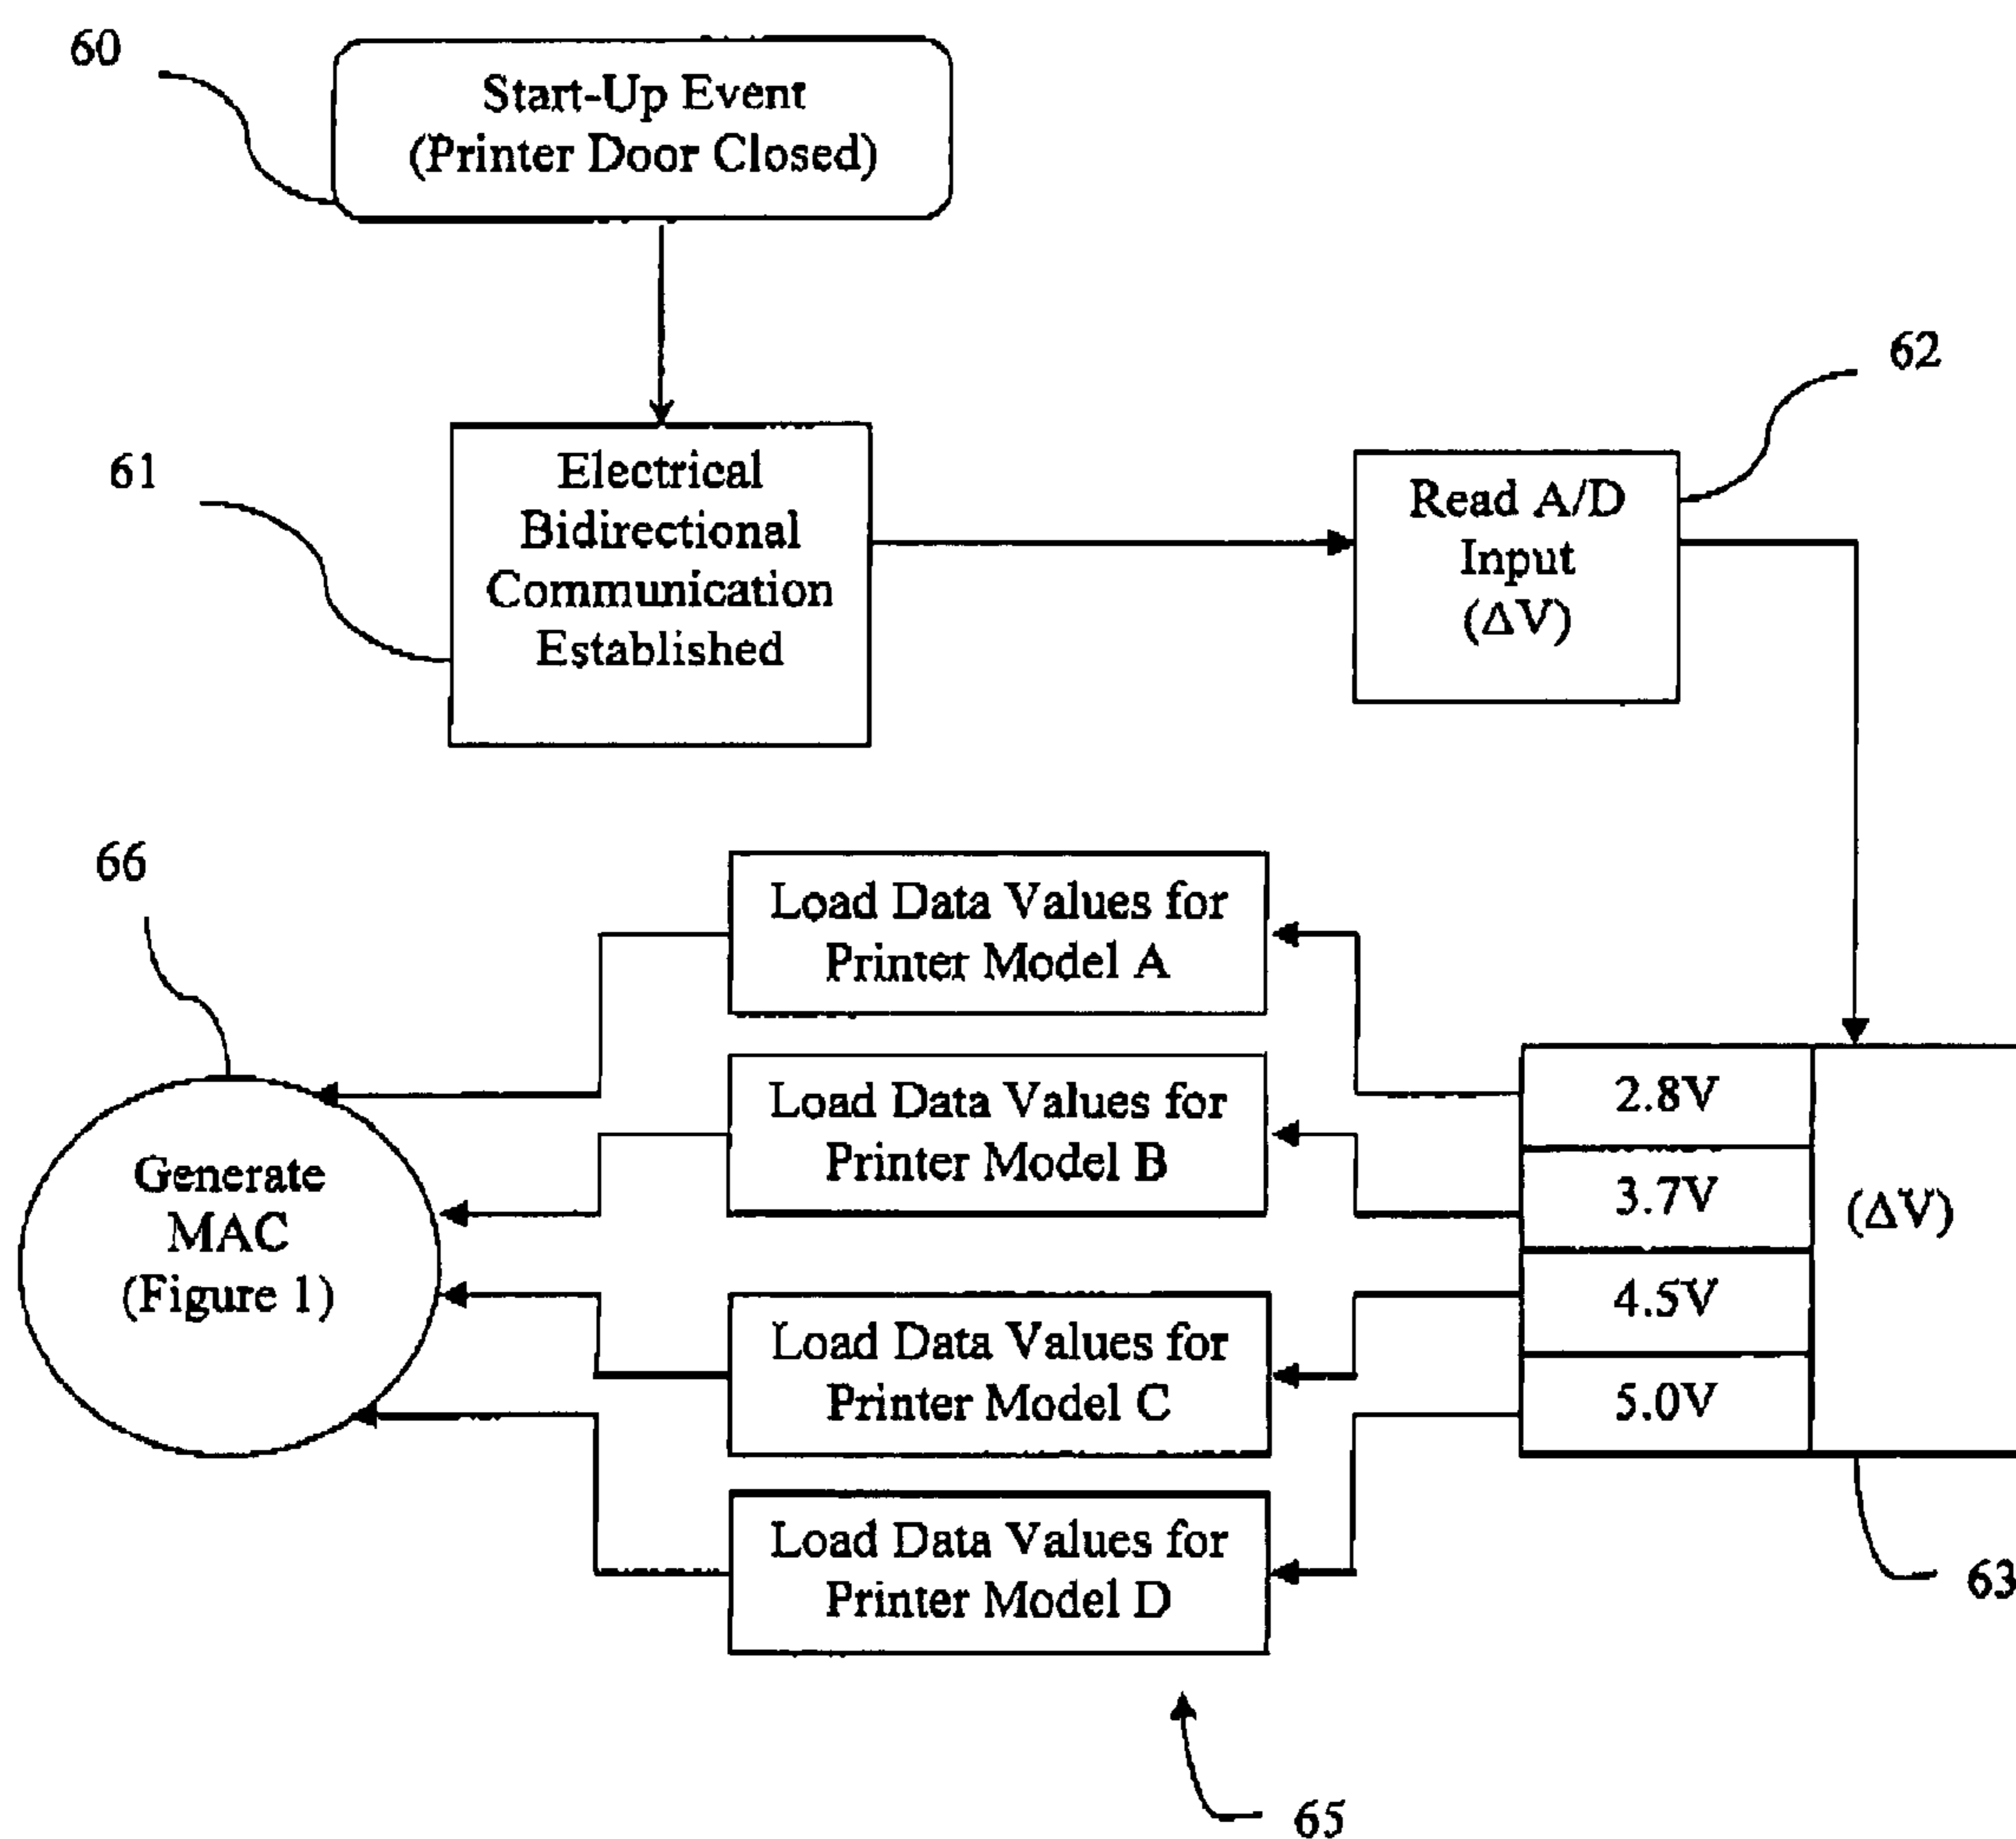 60
Start-Up Event
(Printer Door Closed)
61
Electrical
Bidirectional
Communication
Established
62
Read A/D
Input
(ΔV)
66
Generate
MAC
(Figure 1)
Load Data Values for
Printer Model A
Load Data Values for
Printer Model B
Load Data Values for
Printer Model C
Load Data Values for
Printer Model D
2.8V
3.7V
4.5V
5.0V
(ΔV)
63
65